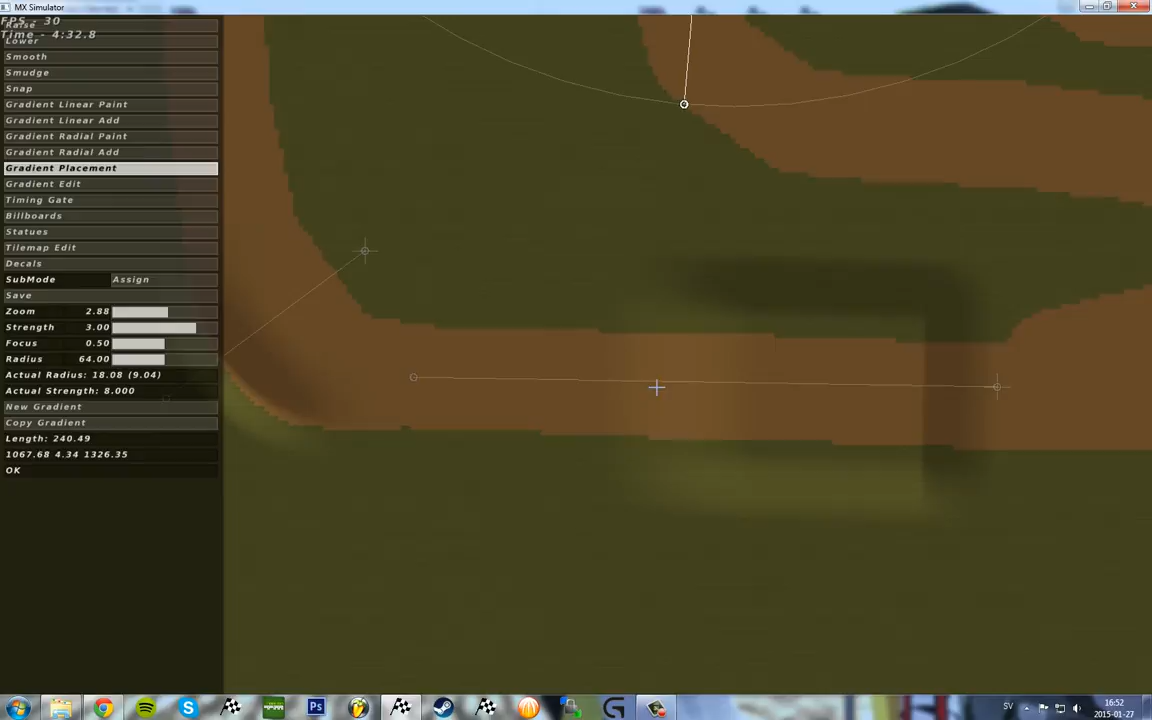 MX Simulator
FPS - 30
Raise
Time - 4:32.8
Lower
Smooth
Smudge
Snap
Gradient Linear Paint
Gradient Linear Add
Gradient Radial Paint
Gradient Radial Add
Gradient Placement
Gradient Edit
Timing Gate
Billboards
Statues
Tilemap Edit
Decals
SubMode Assign
Save
Zoom 2.88
Strength 3.00
Focus 0.50
Radius 64.00
Actual Radius: 18.08 (9.04)
Actual Strength: 8.000
New Gradient
Copy Gradient
Length: 240.49
1067.68 4.34 1326.35
OK
Ps
SV
16:52
2015-01-27